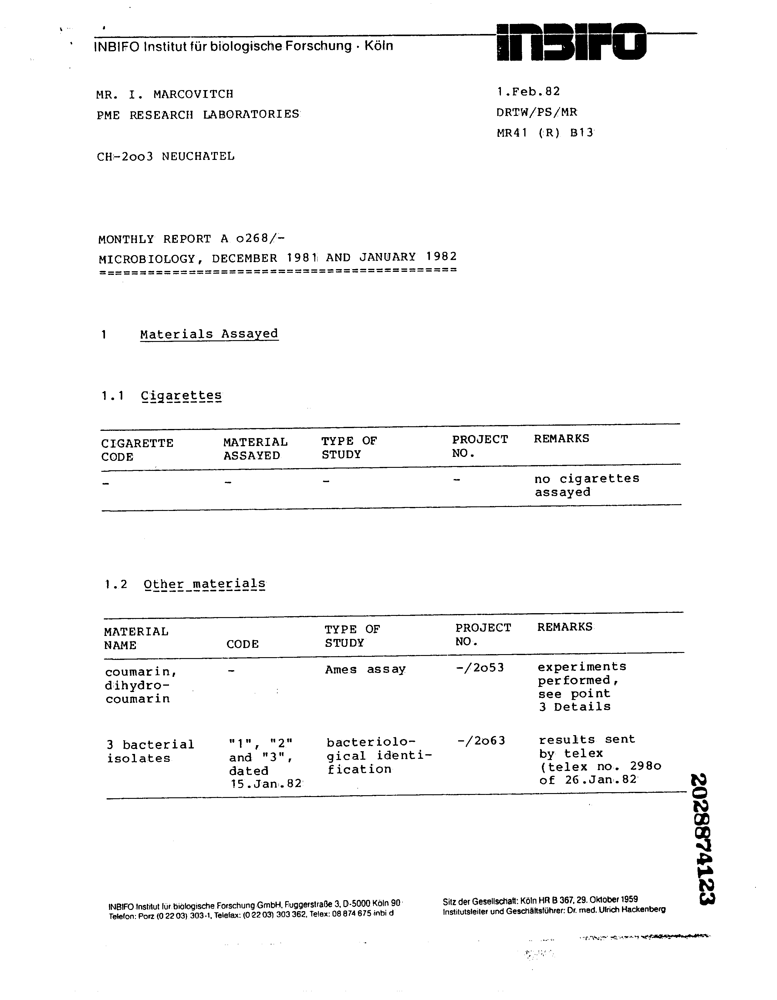 INBIFO Institut für biologische Forschung · Köln
INBIFO
MR. I. MARCOVITCH
PME RESEARCH LABORATORIES
CH-2oo3 NEUCHATEL
1.Feb.82
DRTW/PS/MR
MR41 (R) B13
MONTHLY REPORT A o268/-
MICROBIOLOGY, DECEMBER 1981 AND JANUARY 1982
============================================
1 Materials Assayed
1.1 Cigarettes
CIGARETTE MATERIAL TYPE OF PROJECT REMARKS
CODE ASSAYED STUDY NO.
- - - - no cigarettes
assayed
1.2 Other materials
MATERIAL TYPE OF PROJECT REMARKS
NAME CODE STUDY NO.
coumarin, - Ames assay -/2o53 experiments
dihydro- performed,
coumarin see point
3 Details
3 bacterial "1", "2" bacteriolo- -/2o63 results sent
isolates and "3", gical identi- by telex
dated fication (telex no. 298o
15.Jan.82 of 26.Jan.82
2028874123
INBIFO Institut für biologische Forschung GmbH, Fuggerstraße 3, D-5000 Köln 90
Telefon: Porz (0 22 03) 303-1, Telefax: (0 22 03) 303 362, Telex: 08 874 675 inbi d
Sitz der Gesellschaft: Köln HR B 367, 29. Oktober 1959
Institutsleiter und Geschäftsführer: Dr. med. Ulrich Hackenberg